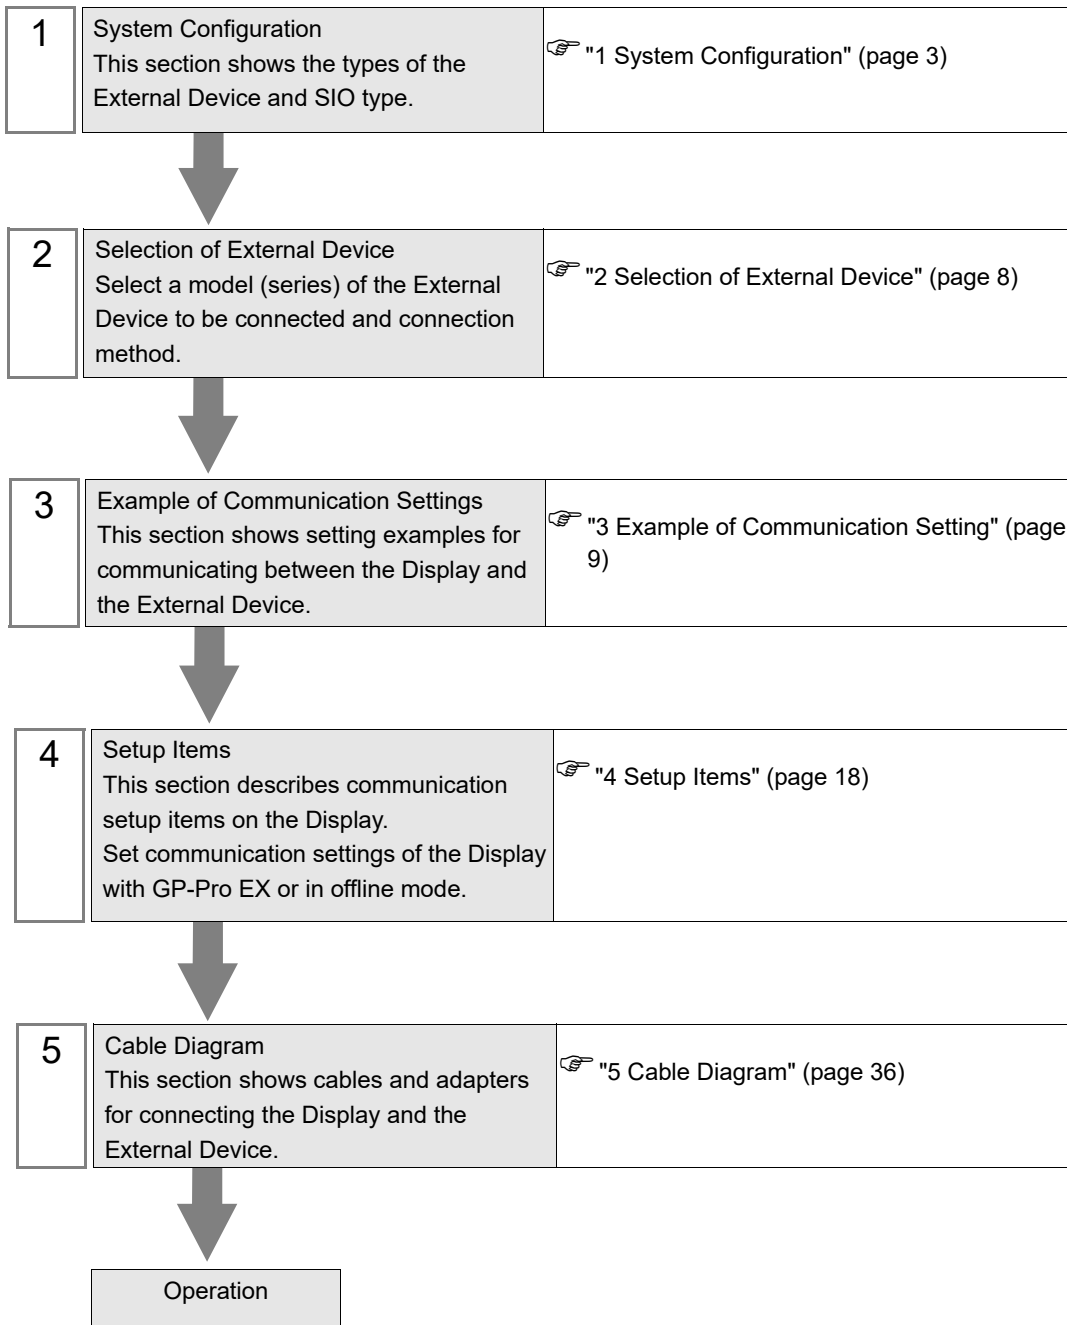 1
System Configuration
This section shows the types of the
External Device and SIO type.
"1 System Configuration" (page 3)
2
Selection of External Device
Select a model (series) of the External
Device to be connected and connection
method.
"2 Selection of External Device" (page 8)
3
Example of Communication Settings
This section shows setting examples for
communicating between the Display and
the External Device.
"3 Example of Communication Setting" (page
9)
4
Setup Items
This section describes communication
setup items on the Display.
Set communication settings of the Display
with GP-Pro EX or in offline mode.
"4 Setup Items" (page 18)
5
Cable Diagram
This section shows cables and adapters
for connecting the Display and the
External Device.
"5 Cable Diagram" (page 36)
Operation